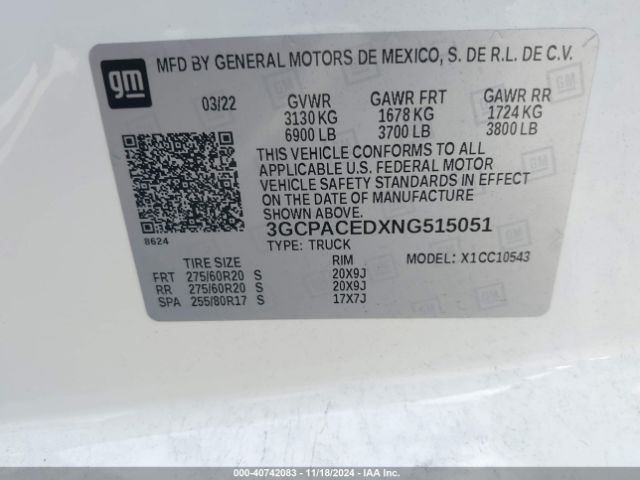 gm
MFD BY GENERAL MOTORS DE MEXICO, S. DE R.L. DE C.V.
03/22 GVWR GAWR FRT GAWR RR
3130 KG 1678 KG 1724 KG
6900 LB 3700 LB 3800 LB
THIS VEHICLE CONFORMS TO ALL
APPLICABLE U.S. FEDERAL MOTOR
VEHICLE SAFETY STANDARDS IN EFFECT
ON THE DATE OF MANUFACTURE
SHOWN ABOVE.
8624
3GCPACEDXNG515051
TYPE: TRUCK
TIRE SIZE RIM MODEL: X1CC10543
FRT 275/60R20 S 20X9J
RR 275/60R20 S 20X9J
SPA 255/80R17 S 17X7J
000-40742083 - 11/18/2024 - IAAI.COM